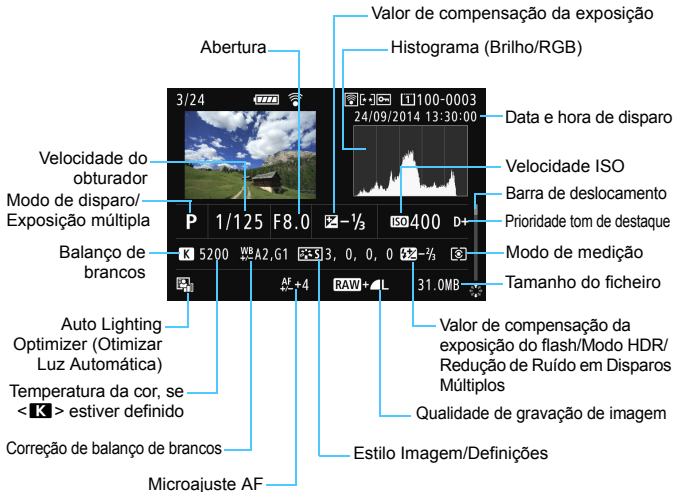 Valor de compensação da exposição
Abertura
Histograma (Brilho/RGB)
3/24
1 100-0003
24/09/2014 13:30:00
Data e hora de disparo
Velocidade do
obturador
Velocidade ISO
Modo de disparo/
Exposição múltipla
Barra de deslocamento
P 1/125 F8.0 -1/3 ISO 400 D+
Prioridade tom de destaque
Balanço de
brancos
K 5200 WB+/- A2,G1 S 3, 0, 0, 0 -2/3
Modo de medição
AF+/- +4 RAW+L 31.0MB
Tamanho do ficheiro
Auto Lighting
Optimizer (Otimizar
Luz Automática)
Valor de compensação da
exposição do flash/Modo HDR/
Redução de Ruído em Disparos
Múltiplos
Temperatura da cor, se
<K> estiver definido
Qualidade de gravação de imagem
Correção de balanço de brancos
Estilo Imagem/Definições
Microajuste AF